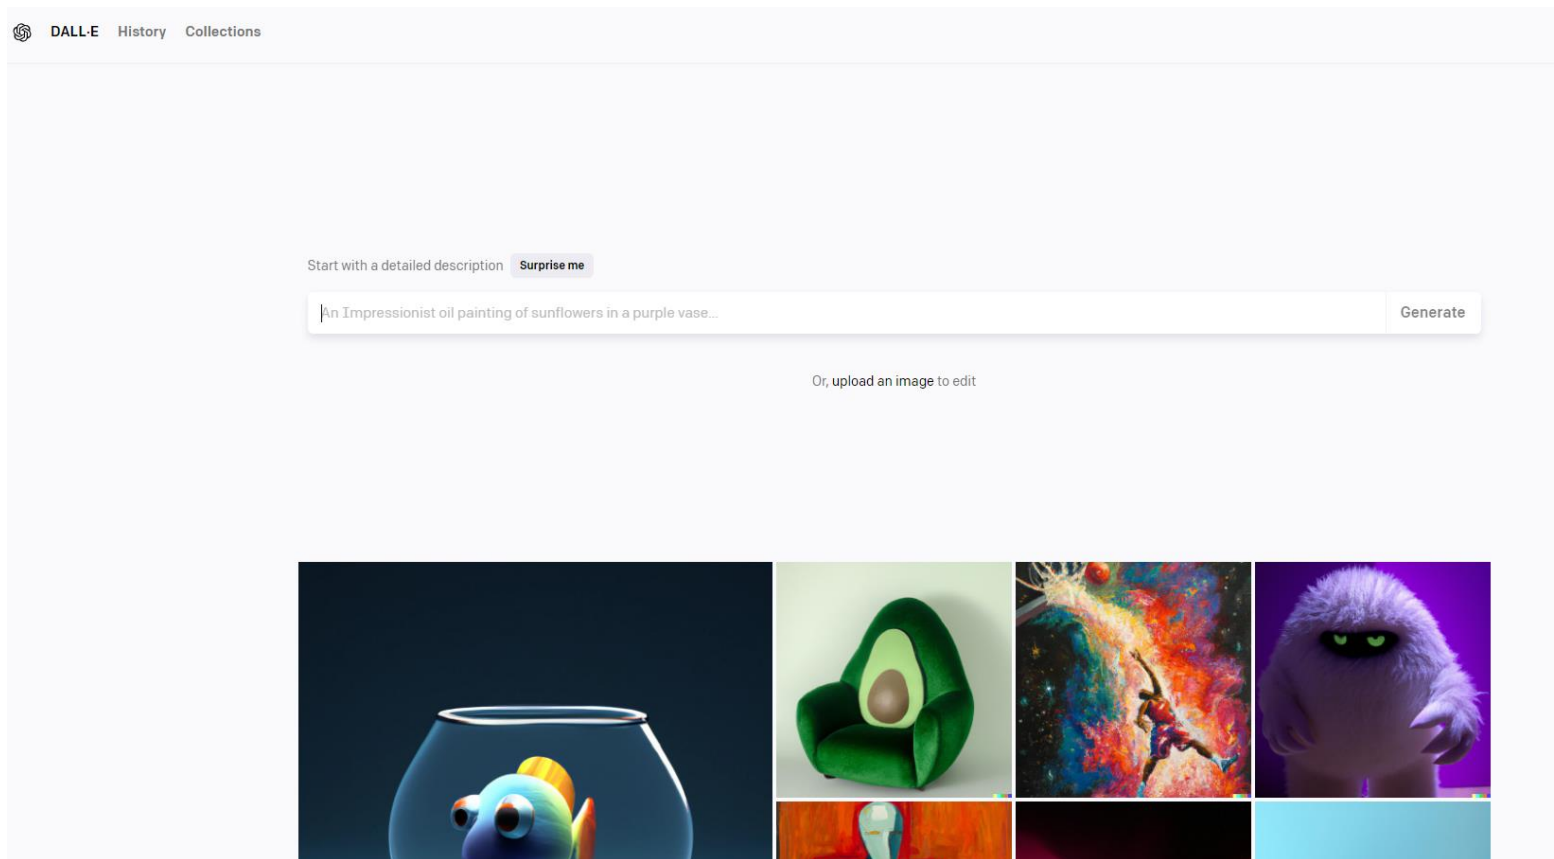 DALL·E History Collections
Start with a detailed description Surprise me
An Impressionist oil painting of sunflowers in a purple vase... Generate
Or, upload an image to edit